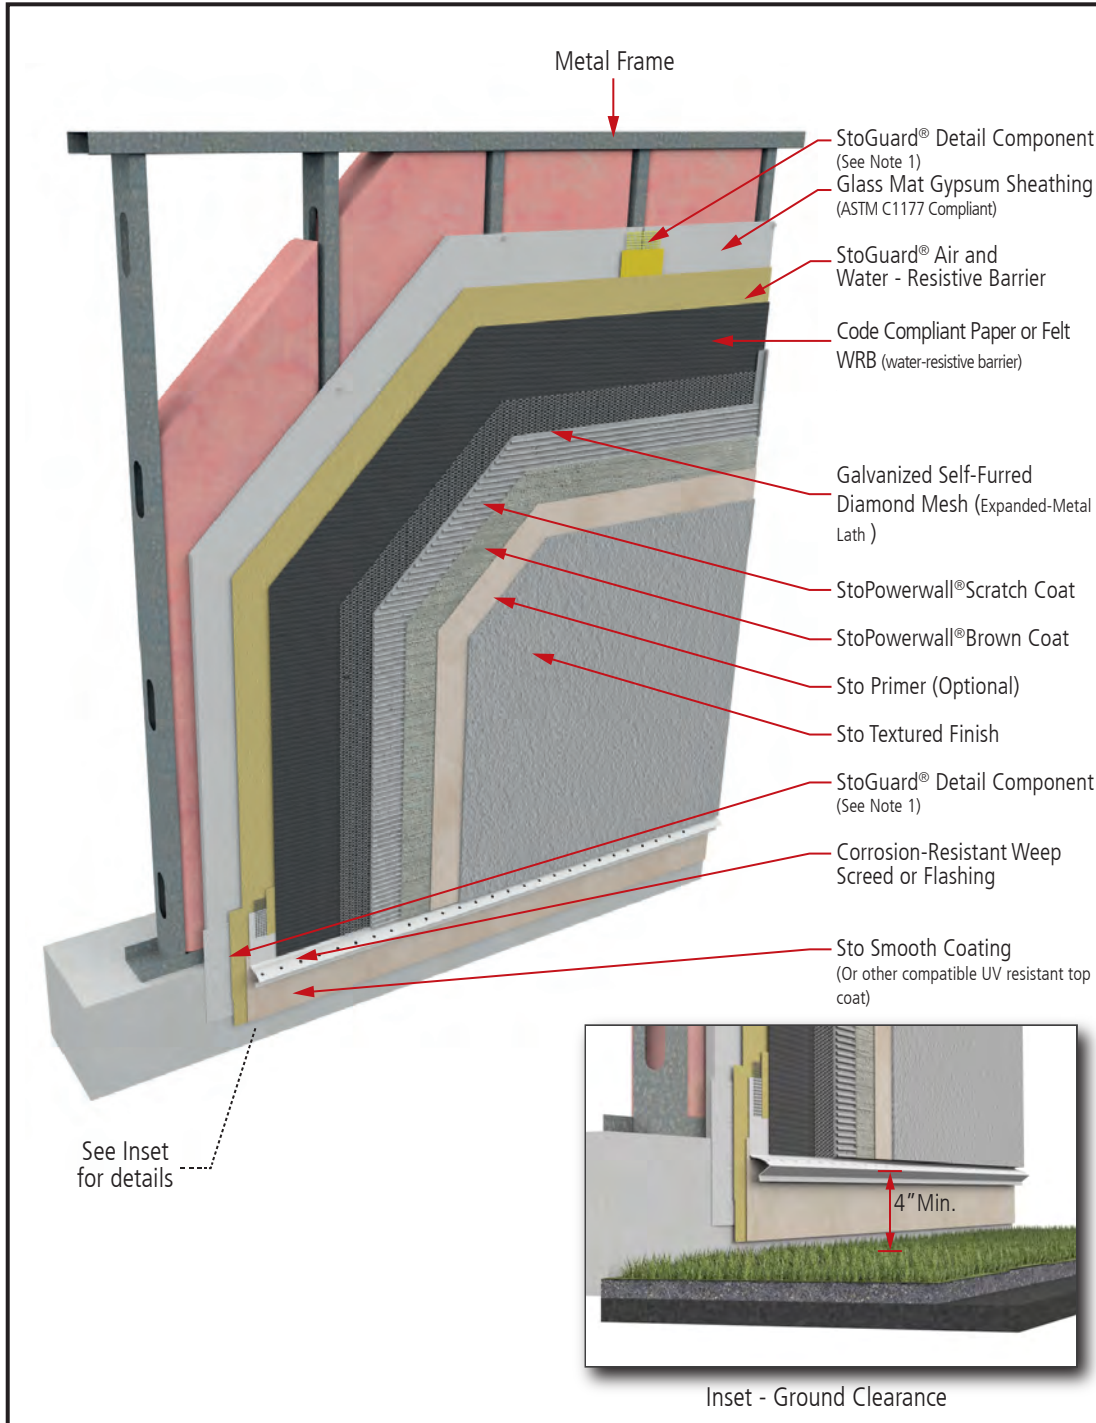 Metal Frame
StoGuard® Detail Component
(See Note 1)
Glass Mat Gypsum Sheathing
(ASTM C1177 Compliant)
StoGuard® Air and
Water - Resistive Barrier
Code Compliant Paper or Felt
WRB (water-resistive barrier)
Galvanized Self-Furred
Diamond Mesh (Expanded-Metal
Lath )
StoPowerwall® Scratch Coat
StoPowerwall® Brown Coat
Sto Primer (Optional)
Sto Textured Finish
StoGuard® Detail Component
(See Note 1)
Corrosion-Resistant Weep
Screed or Flashing
Sto Smooth Coating
(Or other compatible UV resistant top
coat)
See Inset
for details
4” Min.
Inset - Ground Clearance